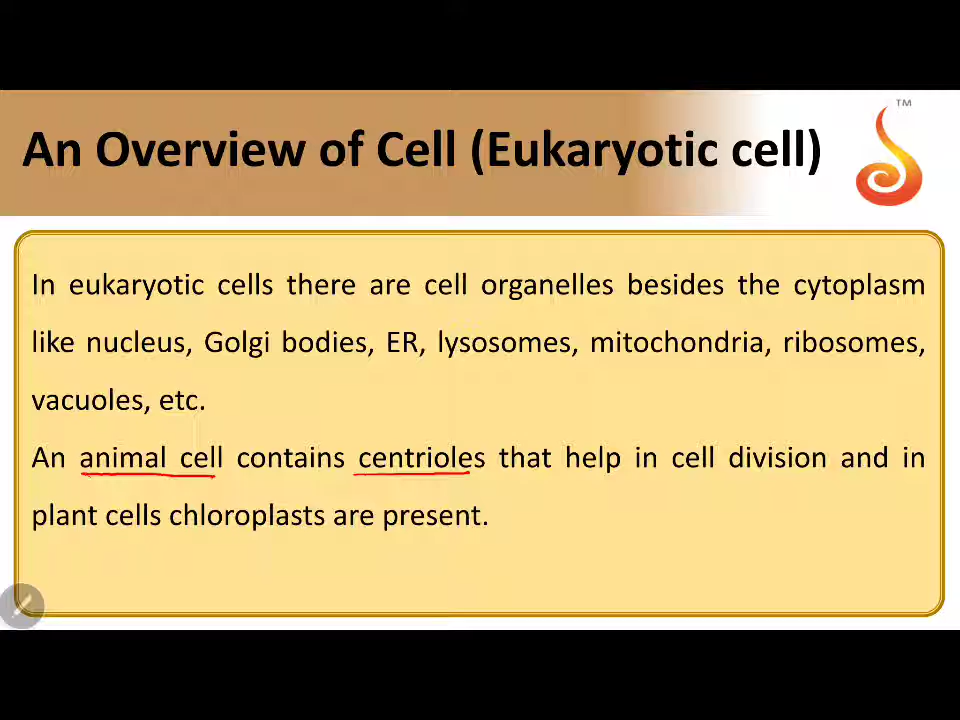 An Overview of Cell (Eukaryotic cell)
TM
In eukaryotic cells there are cell organelles besides the cytoplasm
like nucleus, Golgi bodies, ER, lysosomes, mitochondria, ribosomes,
vacuoles, etc.
An animal cell contains centrioles that help in cell division and in
plant cells chloroplasts are present.